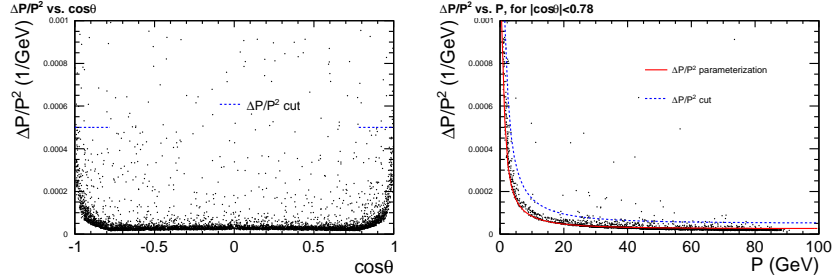 ΔP/P² vs. cosθ
ΔP/P² (1/GeV)
0.001
0.0008
0.0006
0.0004
0.0002
0
ΔP/P² cut
-1 -0.5 0 0.5 1
cosθ
ΔP/P² vs. P, for |cosθ|<0.78
ΔP/P² (1/GeV)
0.001
0.0008
0.0006
0.0004
0.0002
0
ΔP/P² parameterization
ΔP/P² cut
0 20 40 60 80 100
P (GeV)